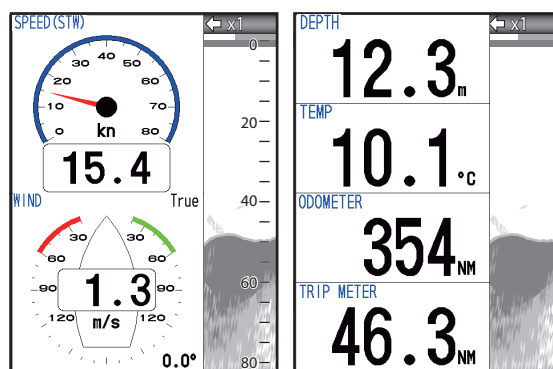 SPEED(STW)
x1
0
10
20
30
40
50
60
70
80
kn
15.4
WIND
True
30
30
60
60
90
90
120
120
1.3
m/s
0.0°
0
20
40
60
80
DEPTH
x1
12.3m
TEMP
10.1°C
ODOMETER
354NM
TRIP METER
46.3NM